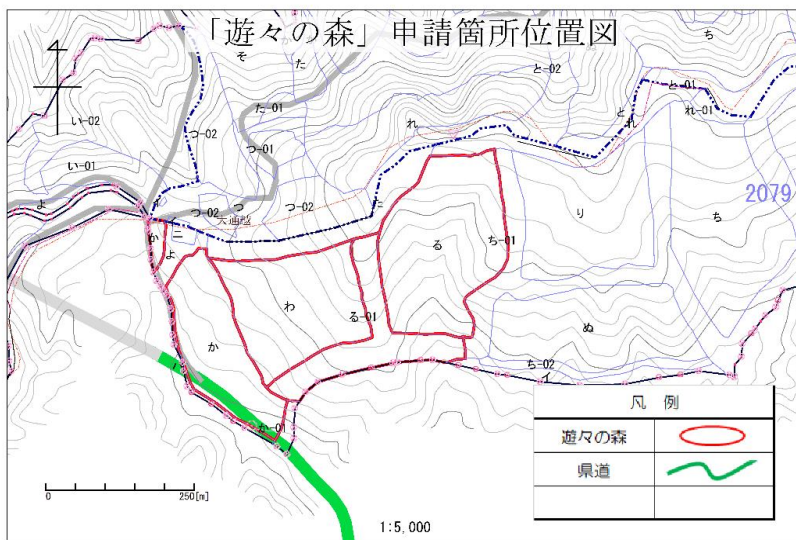 「遊々の森」申請箇所位置図
ち
そ
た
と-02
と-01
い-02
た-01
と
れ
れ-01
つ-02
れ
い-01
つ-01
2079
よ
つ-02
つ
つ-02
ニ
り
ち
か
ニ
よ
る
ち-01
わ
る-01
ぬ
か
ち-02
イ
か-01
凡 例
遊々の森
県道
0
250[m]
1:5,000